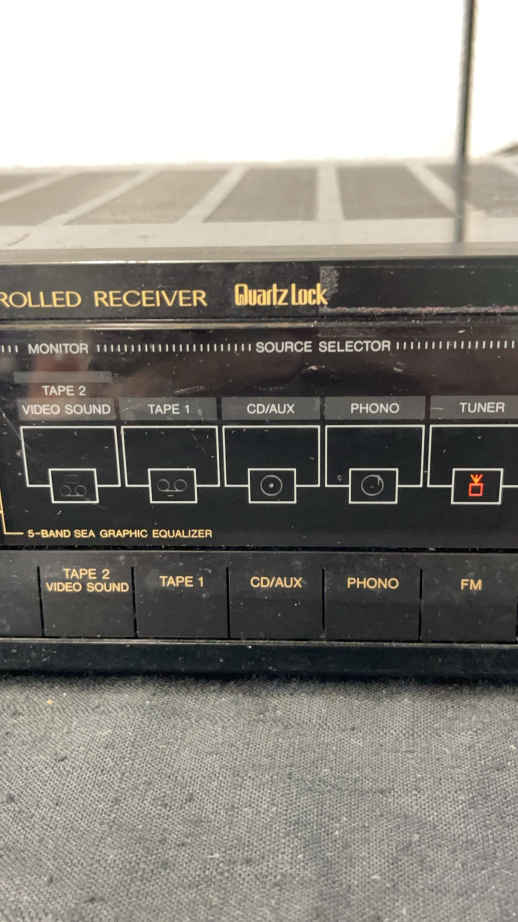 ROLLED RECEIVER Quartz Lock
MONITOR SOURCE SELECTOR
TAPE 2
VIDEO SOUND TAPE 1 CD/AUX PHONO TUNER
5-BAND SEA GRAPHIC EQUALIZER
TAPE 2
VIDEO SOUND TAPE 1 CD/AUX PHONO FM